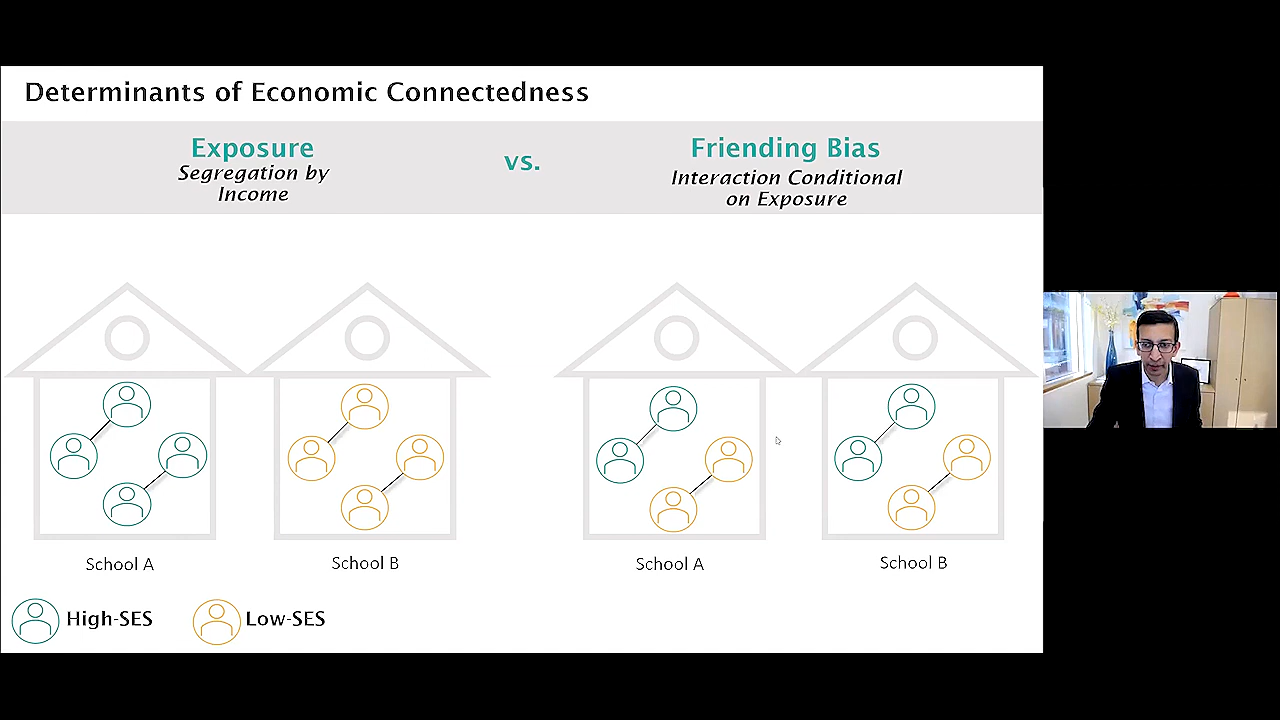 Determinants of Economic Connectedness
Exposure
Segregation by
Income
vs.
Friending Bias
Interaction Conditional
on Exposure
School A
School B
School A
School B
High-SES
Low-SES